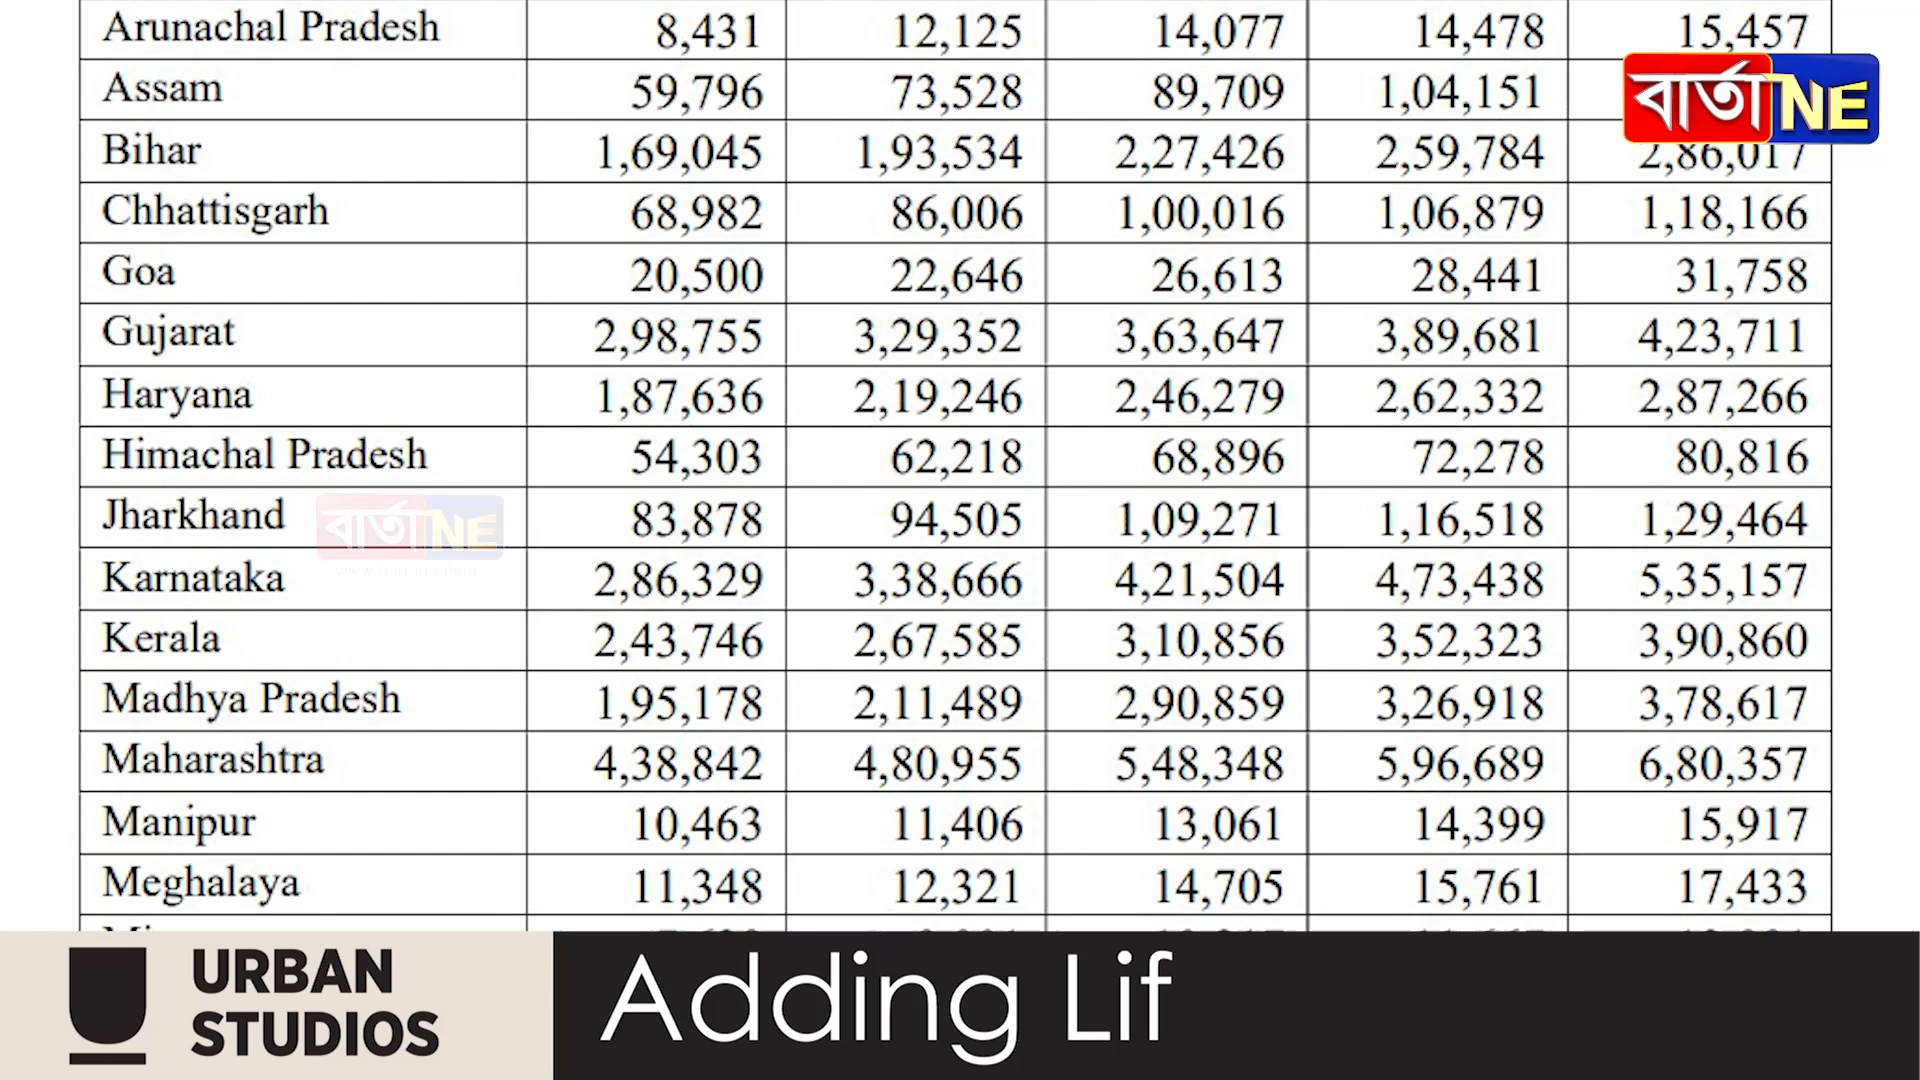 Arunachal Pradesh 8,431 12,125 14,077 14,478 15,457
বার্তা NE
Assam 59,796 73,528 89,709 1,04,151
Bihar 1,69,045 1,93,534 2,27,426 2,59,784 2,86,017
Chhattisgarh 68,982 86,006 1,00,016 1,06,879 1,18,166
Goa 20,500 22,646 26,613 28,441 31,758
Gujarat 2,98,755 3,29,352 3,63,647 3,89,681 4,23,711
Haryana 1,87,636 2,19,246 2,46,279 2,62,332 2,87,266
Himachal Pradesh 54,303 62,218 68,896 72,278 80,816
Jharkhand বার্তা NE 83,878 94,505 1,09,271 1,16,518 1,29,464
Karnataka 2,86,329 3,38,666 4,21,504 4,73,438 5,35,157
Kerala 2,43,746 2,67,585 3,10,856 3,52,323 3,90,860
Madhya Pradesh 1,95,178 2,11,489 2,90,859 3,26,918 3,78,617
Maharashtra 4,38,842 4,80,955 5,48,348 5,96,689 6,80,357
Manipur 10,463 11,406 13,061 14,399 15,917
Meghalaya 11,348 12,321 14,705 15,761 17,433
URBAN
STUDIOS
Adding Lif